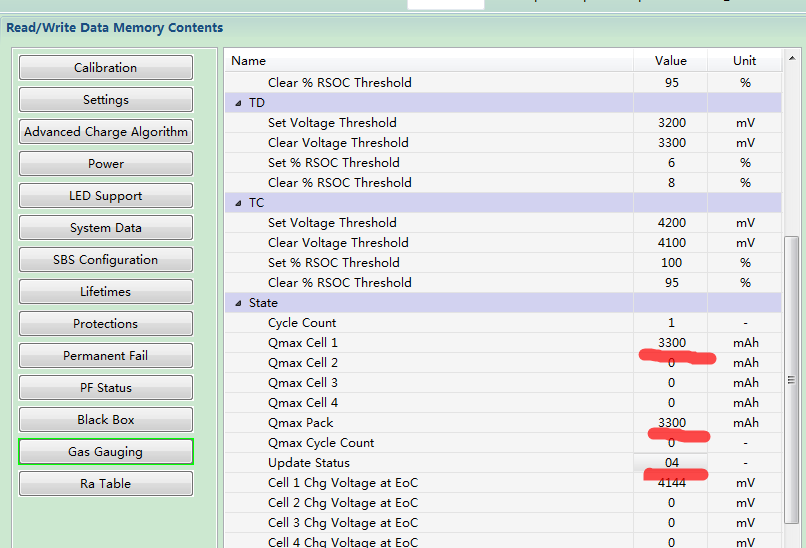 Read/Write Data Memory Contents
Calibration
Settings
Advanced Charge Algorithm
Power
LED Support
System Data
SBS Configuration
Lifetimes
Protections
Permanent Fail
PF Status
Black Box
Gas Gauging
Ra Table
Name Value Unit
Clear % RSOC Threshold 95 %
TD
Set Voltage Threshold 3200 mV
Clear Voltage Threshold 3300 mV
Set % RSOC Threshold 6 %
Clear % RSOC Threshold 8 %
TC
Set Voltage Threshold 4200 mV
Clear Voltage Threshold 4100 mV
Set % RSOC Threshold 100 %
Clear % RSOC Threshold 95 %
State
Cycle Count 1 -
Qmax Cell 1 3300 mAh
Qmax Cell 2 0 mAh
Qmax Cell 3 0 mAh
Qmax Cell 4 0 mAh
Qmax Pack 3300 mAh
Qmax Cycle Count 0 -
Update Status 04 -
Cell 1 Chg Voltage at EoC 4144 mV
Cell 2 Chg Voltage at EoC 0 mV
Cell 3 Chg Voltage at EoC 0 mV
Cell 4 Chg Voltage at EoC 0 mV